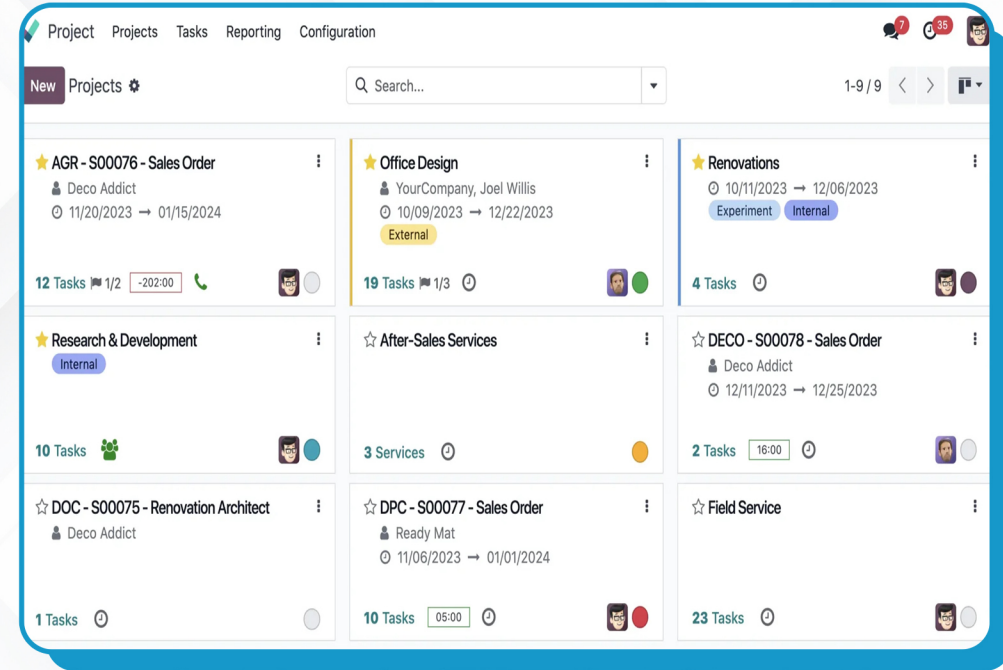 Project Projects Tasks Reporting Configuration 7 35
New Projects Search... 1-9 / 9
AGR - S00076 - Sales Order
Deco Addict
11/20/2023 → 01/15/2024
12 Tasks 1/2 -202:00
Office Design
YourCompany, Joel Willis
10/09/2023 → 12/22/2023
External
19 Tasks 1/3
Renovations
10/11/2023 → 12/06/2023
Experiment Internal
4 Tasks
Research & Development
Internal
10 Tasks
After-Sales Services
3 Services
DECO - S00078 - Sales Order
Deco Addict
12/11/2023 → 12/25/2023
2 Tasks 16:00
DOC - S00075 - Renovation Architect
Deco Addict
1 Tasks
DPC - S00077 - Sales Order
Ready Mat
11/06/2023 → 01/01/2024
10 Tasks 05:00
Field Service
23 Tasks